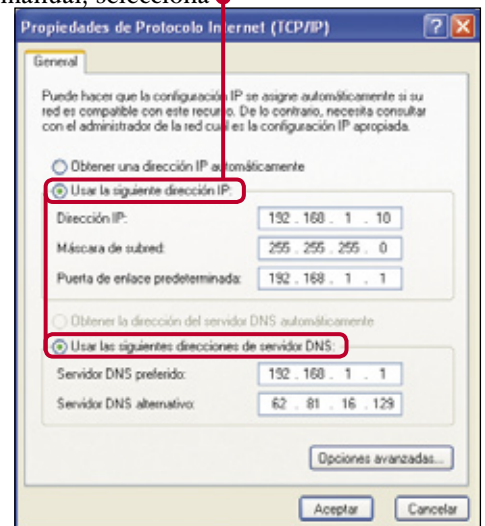 manual, selecciona
Propiedades de Protocolo Internet (TCP/IP)
General
Puede hacer que la configuración IP se asigne automáticamente si su
red es compatible con este recurso. De lo contrario, necesita consultar
con el administrador de la red cual es la configuración IP apropiada.
Obtener una dirección IP automáticamente
Usar la siguiente dirección IP:
Dirección IP: 192 . 168 . 1 . 10
Máscara de subred: 255 . 255 . 255 . 0
Puerta de enlace predeterminada: 192 . 168 . 1 . 1
Obtener la dirección del servidor DNS automáticamente
Usar las siguientes direcciones de servidor DNS:
Servidor DNS preferido: 192 . 168 . 1 . 1
Servidor DNS alternativo: 62 . 81 . 16 . 129
Opciones avanzadas...
Aceptar Cancelar